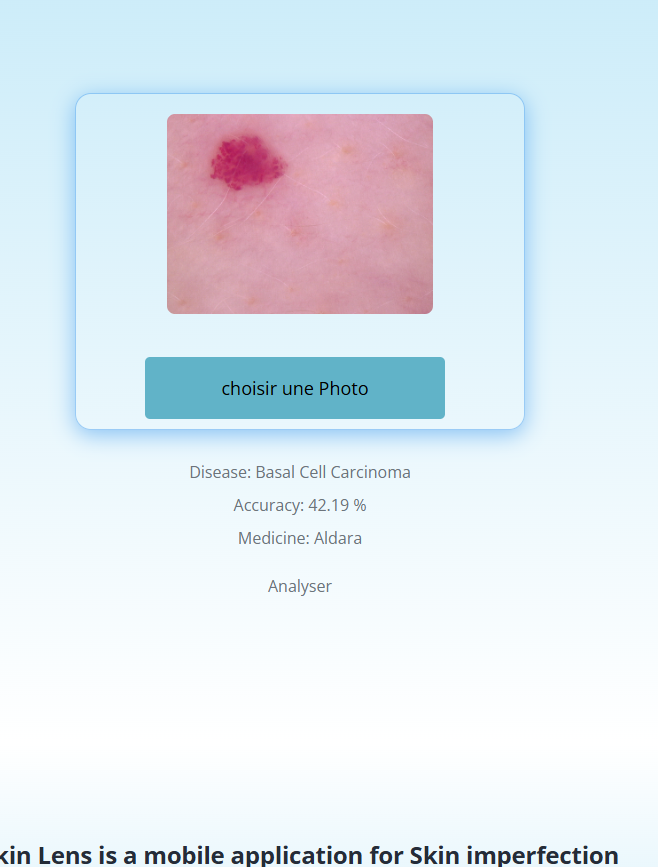 choisir une Photo
Disease: Basal Cell Carcinoma
Accuracy: 42.19 %
Medicine: Aldara
Analyser
kin Lens is a mobile application for Skin imperfection